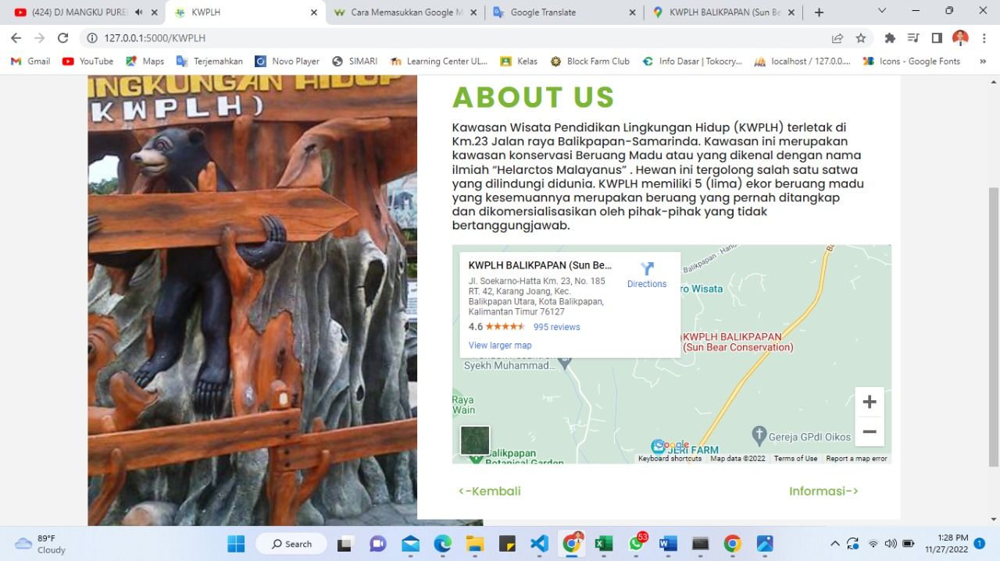 (424) DJ MANGKU PURE
KWPLH
Cara Memasukkan Google M
Google Translate
KWPLH BALIKPAPAN (Sun Be
127.0.0.1:5000/KWPLH
Gmail
YouTube
Maps
Terjemahkan
Novo Player
SIMARI
Learning Center UL...
Kelas
Block Farm Club
Info Dasar | Tokocry...
localhost / 127.0.0....
Icons - Google Fonts
»
INGKUNGAN HIDUP
(KWPLH)
ABOUT US
Kawasan Wisata Pendidikan Lingkungan Hidup (KWPLH) terletak di
Km.23 Jalan raya Balikpapan-Samarinda. Kawasan ini merupakan
kawasan konservasi Beruang Madu atau yang dikenal dengan nama
ilmiah “Helarctos Malayanus” . Hewan ini tergolong salah satu satwa
yang dilindungi didunia. KWPLH memiliki 5 (lima) ekor beruang madu
yang kesemuannya merupakan beruang yang pernah ditangkap
dan dikomersialisasikan oleh pihak-pihak yang tidak
bertanggungjawab.
KWPLH BALIKPAPAN (Sun Be...
Jl. Soekarno-Hatta Km. 23, No. 185
RT. 42, Karang Joang, Kec.
Balikpapan Utara, Kota Balikpapan,
Kalimantan Timur 76127
4.6 995 reviews
View larger map
Directions
Balikpapan - Hand
ro Wisata
KWPLH BALIKPAPAN
(Sun Bear Conservation)
Syekh Muhammad...
Raya
Wain
Balikpapan
Botanical Garden
Google
JERI FARM
Gereja GPdI Oikos
Keyboard shortcuts
Map data ©2022
Terms of Use
Report a map error
<-Kembali
Informasi->
89°F
Cloudy
Search
53
1:28 PM
11/27/2022
1